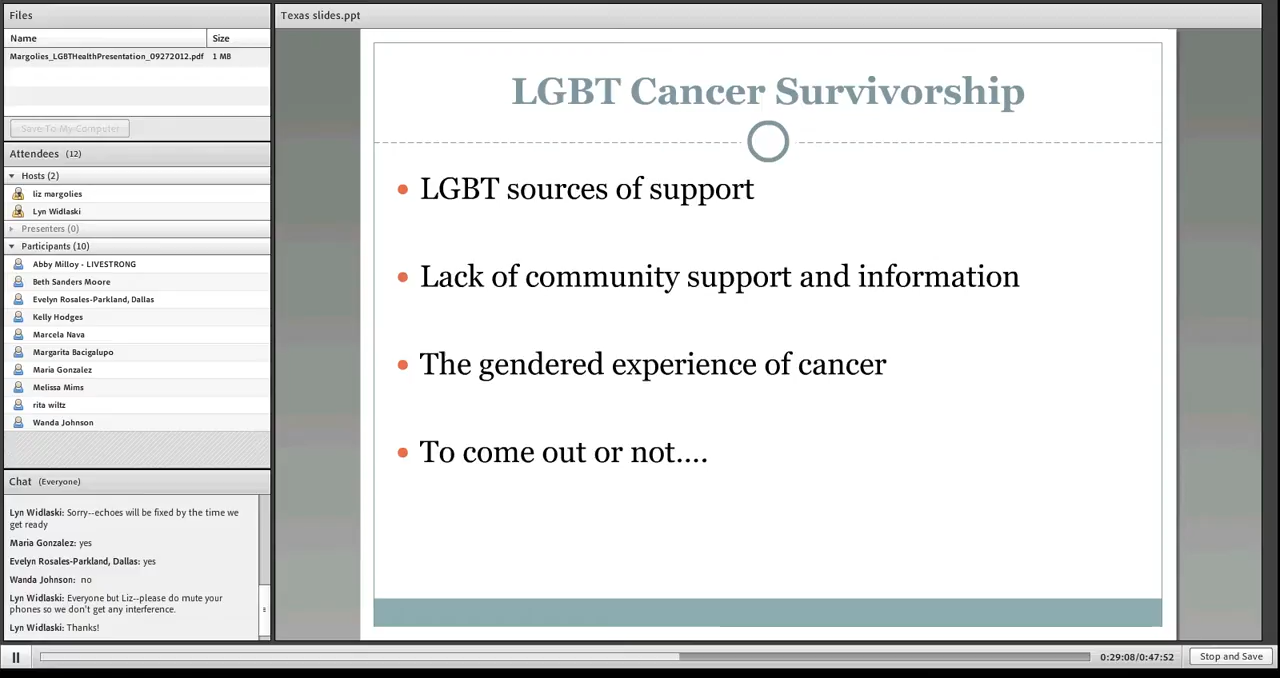 Files
Name Size
Margolies_LGBTHealthPresentation_09272012.pdf 1 MB
Save To My Computer
Attendees (12)
Hosts (2)
liz margolies
Lyn Widlaski
Presenters (0)
Participants (10)
Abby Milloy - LIVESTRONG
Beth Sanders Moore
Evelyn Rosales-Parkland, Dallas
Kelly Hodges
Marcela Nava
Margarita Bacigalupo
Maria Gonzalez
Melissa Mims
rita wiltz
Wanda Johnson
Chat (Everyone)
Lyn Widlaski: Sorry--echoes will be fixed by the time we
get ready
Maria Gonzalez: yes
Evelyn Rosales-Parkland, Dallas: yes
Wanda Johnson: no
Lyn Widlaski: Everyone but Liz--please do mute your
phones so we don't get any interference.
Lyn Widlaski: Thanks!
Texas slides.ppt
LGBT Cancer Survivorship
• LGBT sources of support
• Lack of community support and information
• The gendered experience of cancer
• To come out or not....
0:29:08/0:47:52
Stop and Save